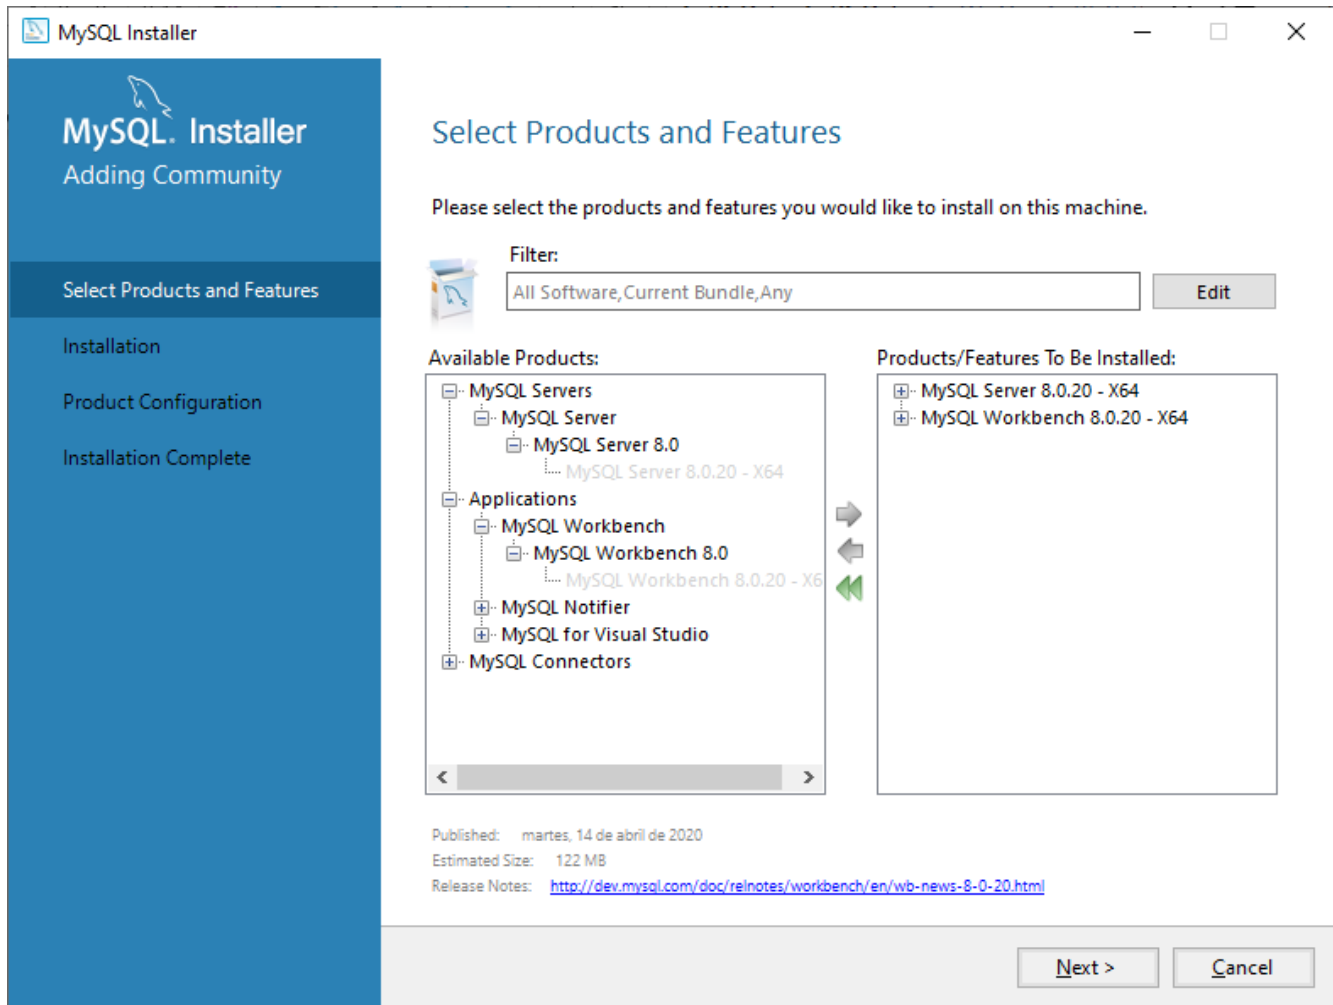 MySQL Installer
MySQL. Installer
Adding Community
Select Products and Features
Installation
Product Configuration
Installation Complete
Select Products and Features
Please select the products and features you would like to install on this machine.
Filter:
All Software,Current Bundle,Any
Edit
Available Products:
MySQL Servers
MySQL Server
MySQL Server 8.0
MySQL Server 8.0.20 - X64
Applications
MySQL Workbench
MySQL Workbench 8.0
MySQL Workbench 8.0.20 - X6
MySQL Notifier
MySQL for Visual Studio
MySQL Connectors
Products/Features To Be Installed:
MySQL Server 8.0.20 - X64
MySQL Workbench 8.0.20 - X64
Published: martes, 14 de abril de 2020
Estimated Size: 122 MB
Release Notes: http://dev.mysql.com/doc/relnotes/workbench/en/wb-news-8-0-20.html
Next >
Cancel